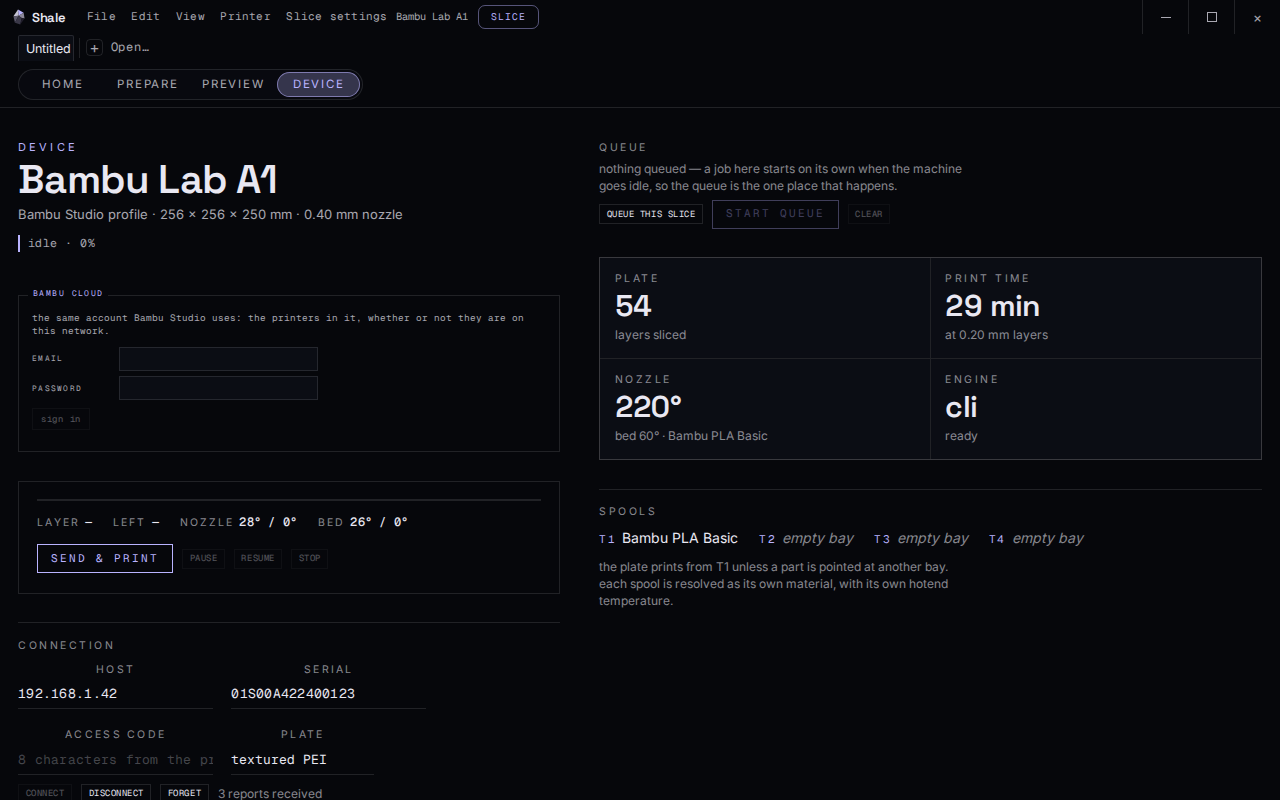 Shale File Edit View Printer Slice settings Bambu Lab A1 SLICE
Untitled + Open…
HOME PREPARE PREVIEW DEVICE
DEVICE
Bambu Lab A1
Bambu Studio profile · 256 × 256 × 250 mm · 0.40 mm nozzle
idle · 0%
BAMBU CLOUD
the same account Bambu Studio uses: the printers in it, whether or not they are on
this network.
EMAIL
PASSWORD
sign in
LAYER — LEFT — NOZZLE 28° / 0° BED 26° / 0°
SEND & PRINT PAUSE RESUME STOP
CONNECTION
HOST SERIAL
192.168.1.42 01S00A422400123
ACCESS CODE PLATE
8 characters from the pr textured PEI
CONNECT DISCONNECT FORGET 3 reports received
QUEUE
nothing queued — a job here starts on its own when the machine
goes idle, so the queue is the one place that happens.
QUEUE THIS SLICE START QUEUE CLEAR
PLATE PRINT TIME
54 29 min
layers sliced at 0.20 mm layers
NOZZLE ENGINE
220° cli
bed 60° · Bambu PLA Basic ready
SPOOLS
T1 Bambu PLA Basic T2 empty bay T3 empty bay T4 empty bay
the plate prints from T1 unless a part is pointed at another bay.
each spool is resolved as its own material, with its own hotend
temperature.